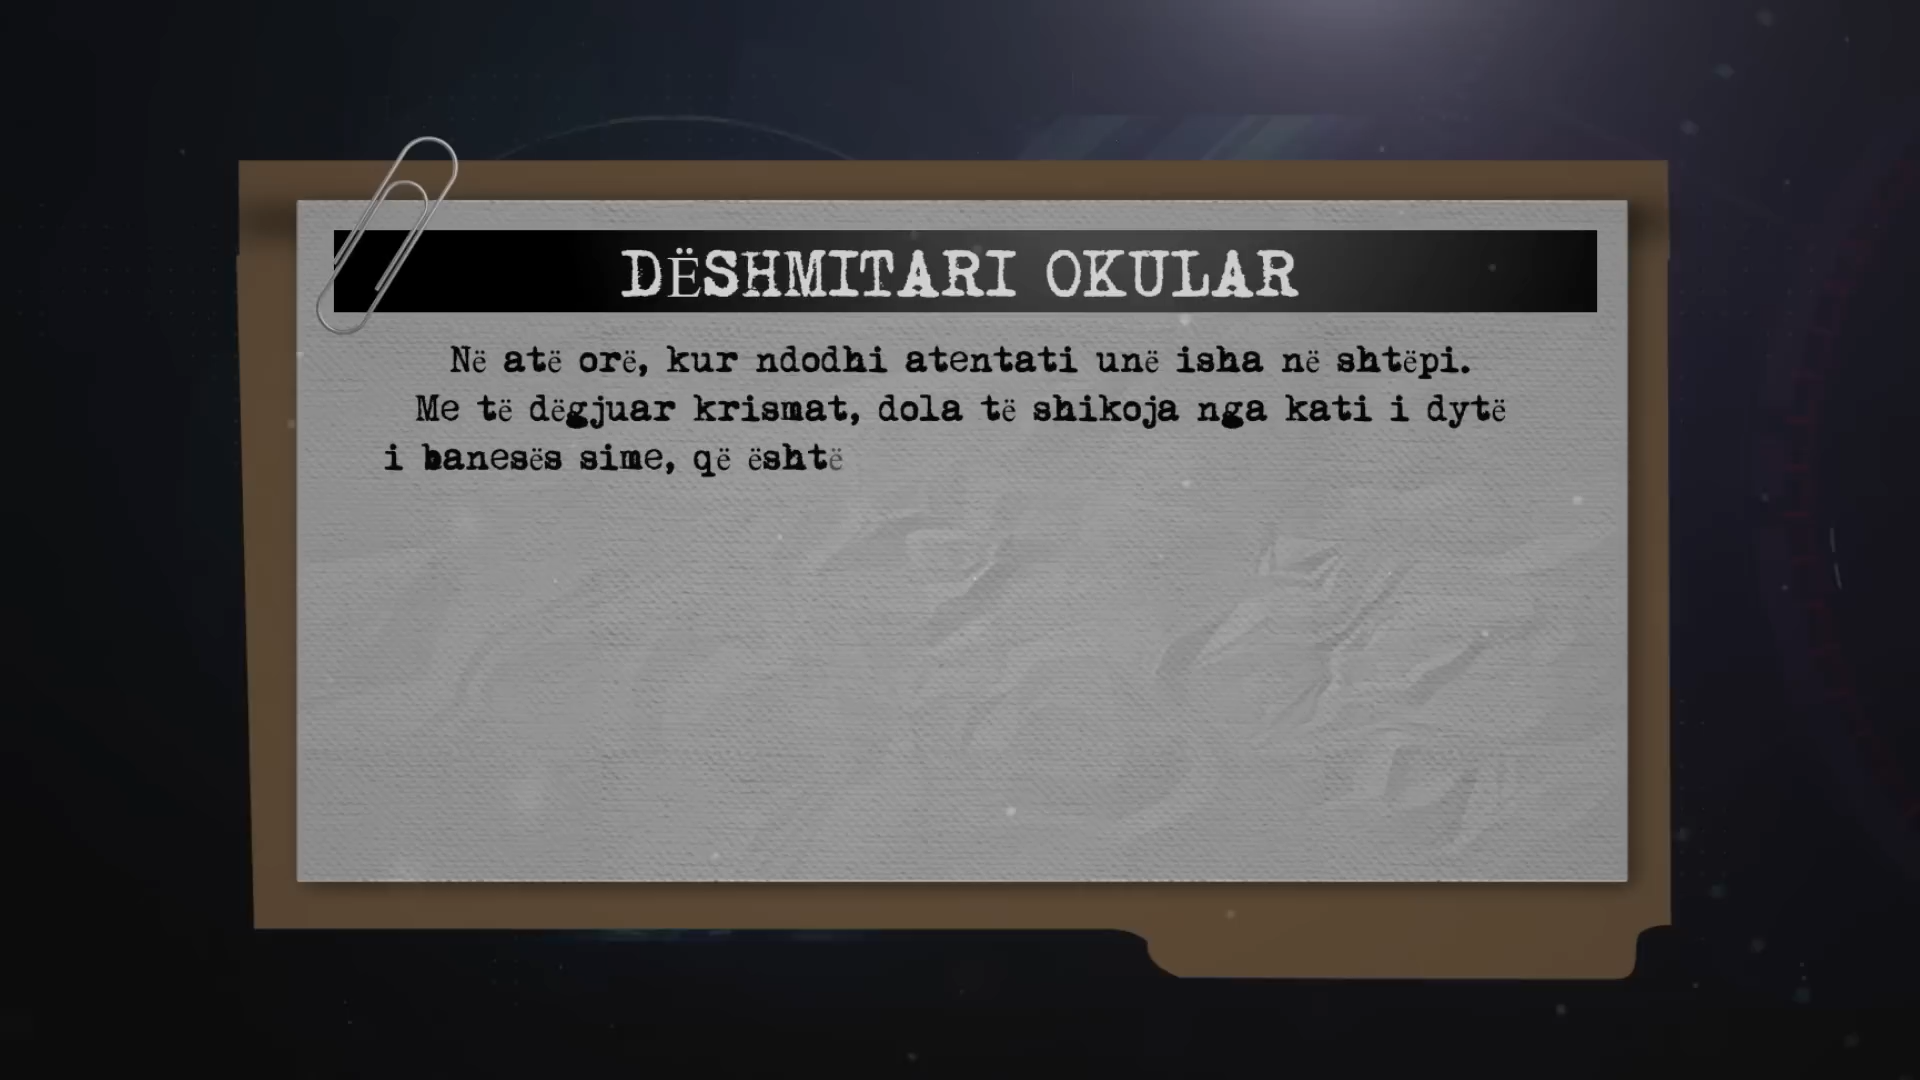 DËSHMITARI OKULAR
Në atë orë, kur ndodhi atentati unë isha në shtëpi.
Me të dëgjuar krismat, dola të shikoja nga kati i dytë
i banesës sime, që është